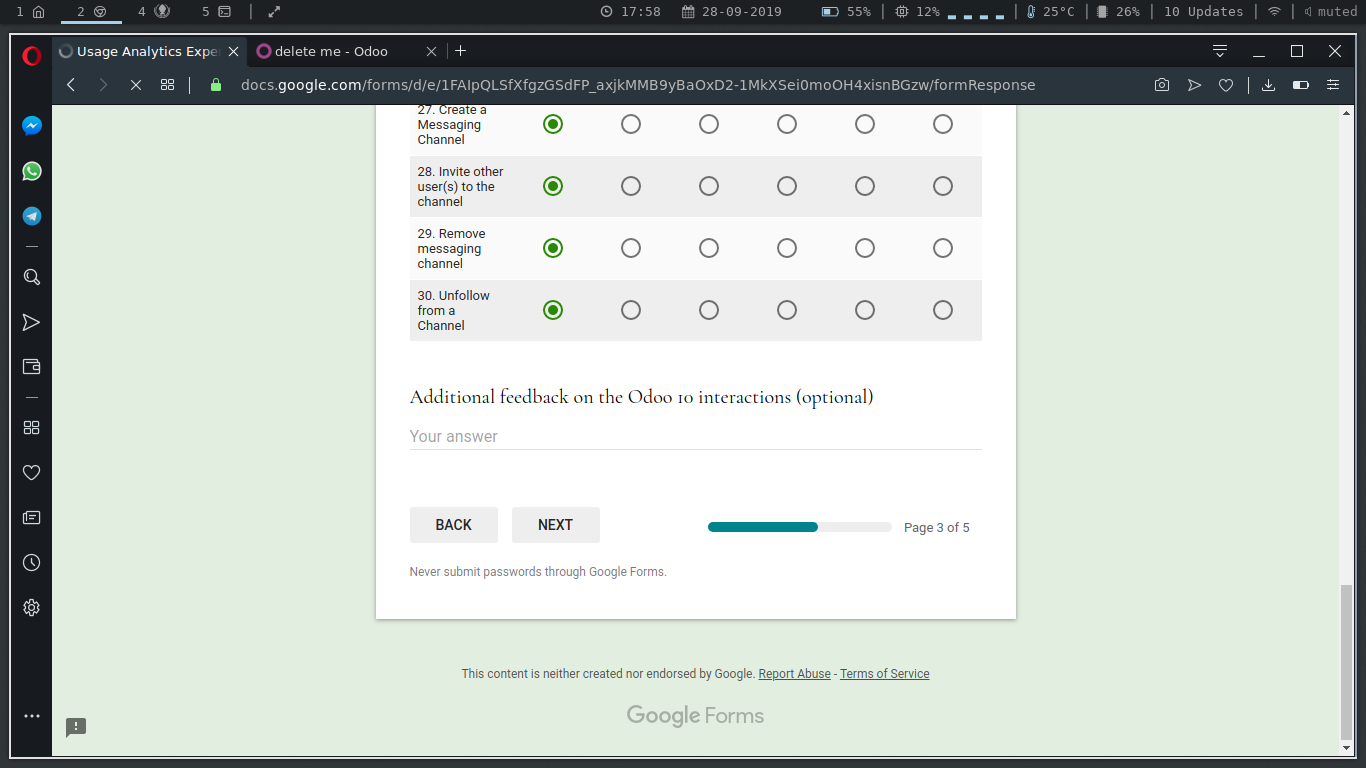 1 2 4 5 17:58 28-09-2019 55% 12% 25°C 26% 10 Updates muted
Usage Analytics Expe delete me - Odoo
docs.google.com/forms/d/e/1FAIpQLSfXfgzGSdFP_axjkMMB9yBaOxD2-1MkXSei0moOH4xisnBGzw/formResponse
27. Create a
Messaging
Channel
28. Invite other
user(s) to the
channel
29. Remove
messaging
channel
30. Unfollow
from a
Channel
Additional feedback on the Odoo 10 interactions (optional)
Your answer
BACK NEXT Page 3 of 5
Never submit passwords through Google Forms.
This content is neither created nor endorsed by Google. Report Abuse - Terms of Service
Google Forms